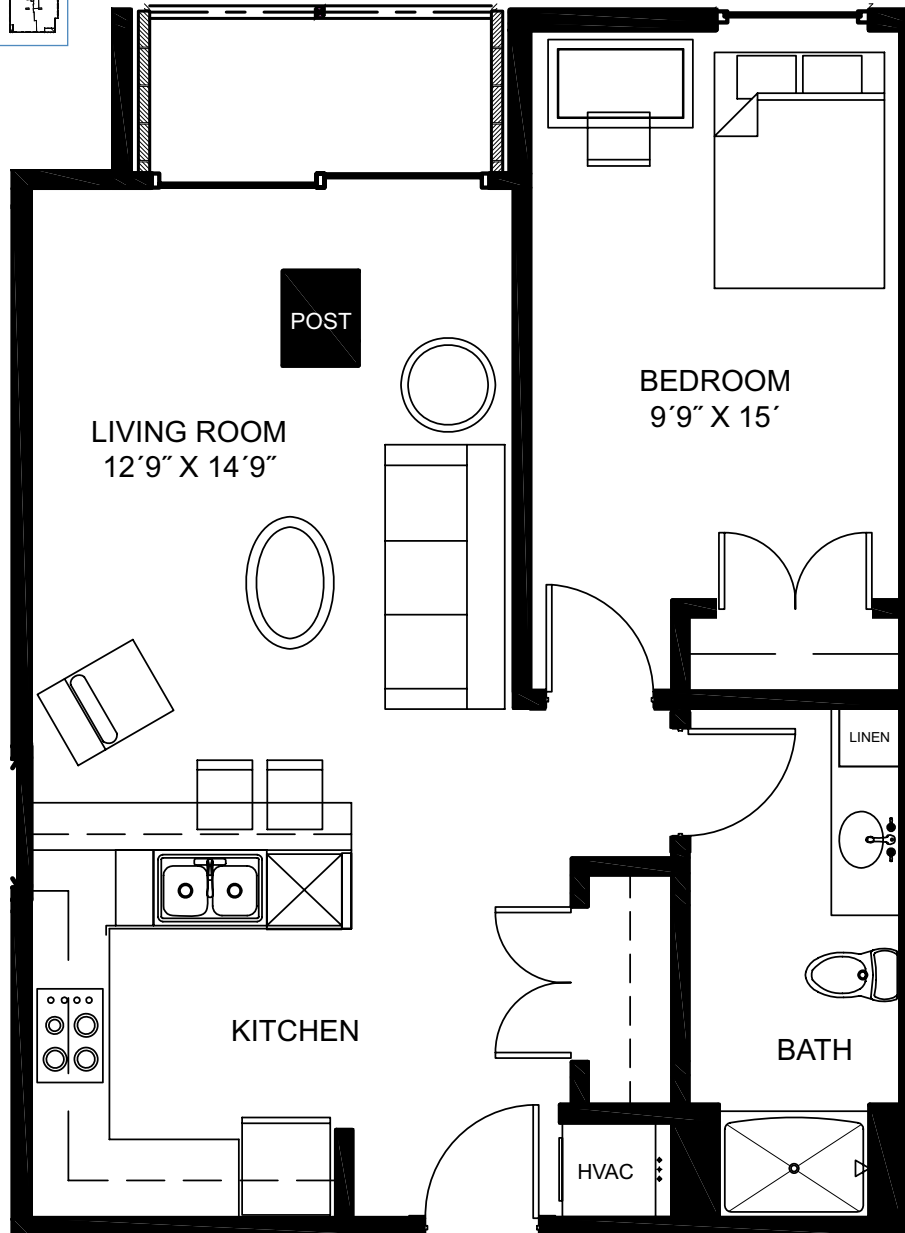 POST
BEDROOM
9´9˝ X 15´
LIVING ROOM
12´9˝ X 14´9˝
LINEN
KITCHEN
BATH
HVAC